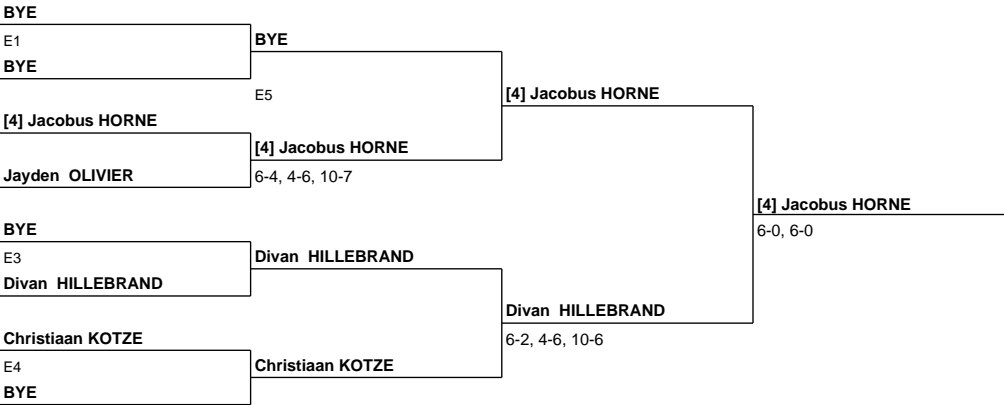 BYE
E1
BYE
BYE
E5
[4] Jacobus HORNE
[4] Jacobus HORNE
[4] Jacobus HORNE
Jayden OLIVIER
6-4, 4-6, 10-7
[4] Jacobus HORNE
6-0, 6-0
BYE
E3
Divan HILLEBRAND
Divan HILLEBRAND
Divan HILLEBRAND
6-2, 4-6, 10-6
Christiaan KOTZE
E4
Christiaan KOTZE
BYE